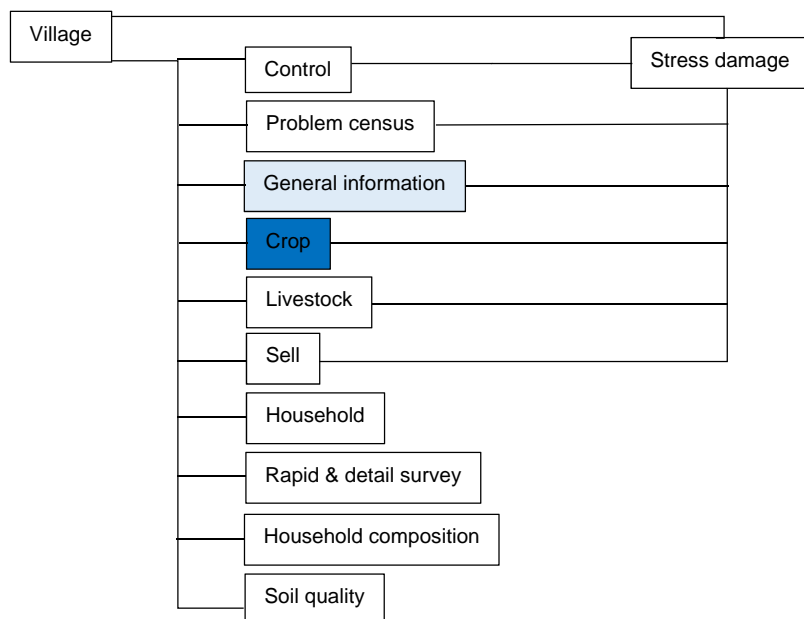 Village
Stress damage
Control
Problem census
General information
Crop
Livestock
Sell
Household
Rapid & detail survey
Household composition
Soil quality